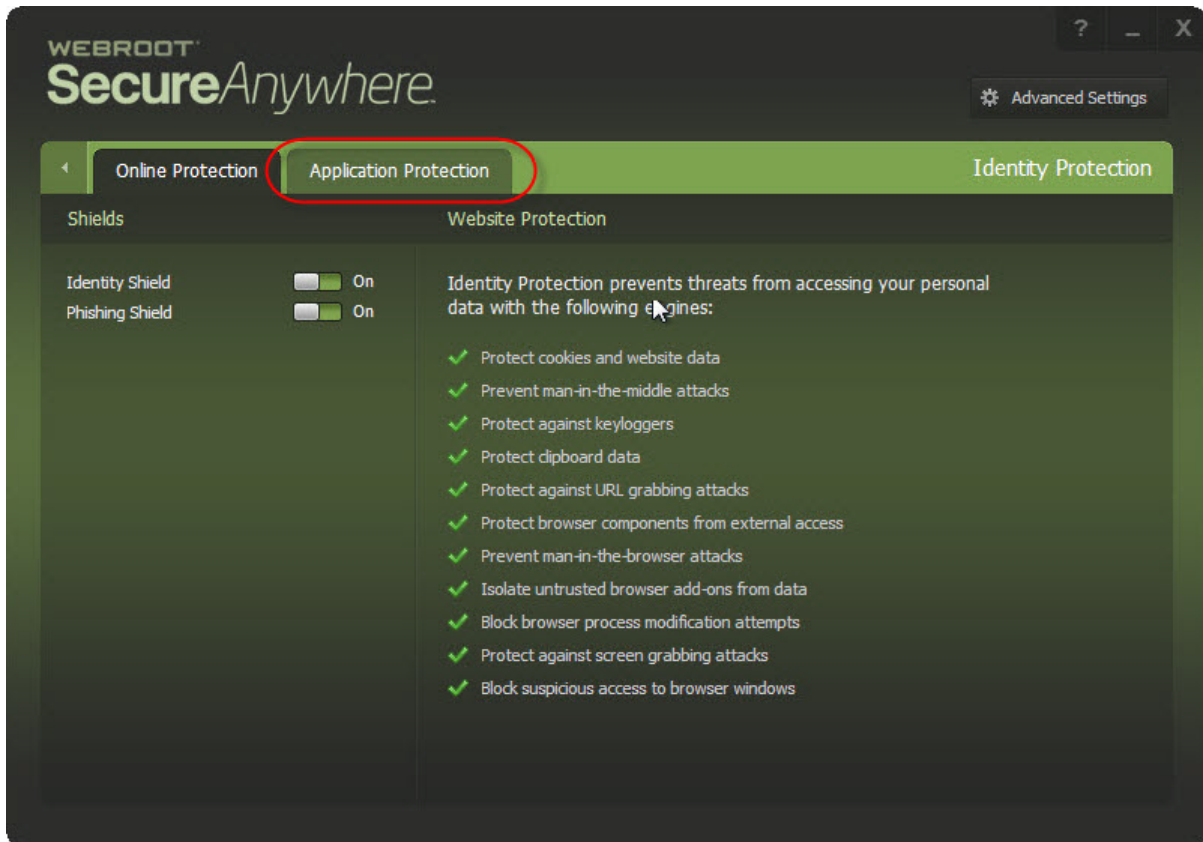 ? _ X
WEBROOT
SecureAnywhere.
Advanced Settings
Online Protection
Application Protection
Identity Protection
Shields
Website Protection
Identity Shield On
Phishing Shield On
Identity Protection prevents threats from accessing your personal
data with the following engines:
Protect cookies and website data
Prevent man-in-the-middle attacks
Protect against keyloggers
Protect clipboard data
Protect against URL grabbing attacks
Protect browser components from external access
Prevent man-in-the-browser attacks
Isolate untrusted browser add-ons from data
Block browser process modification attempts
Protect against screen grabbing attacks
Block suspicious access to browser windows